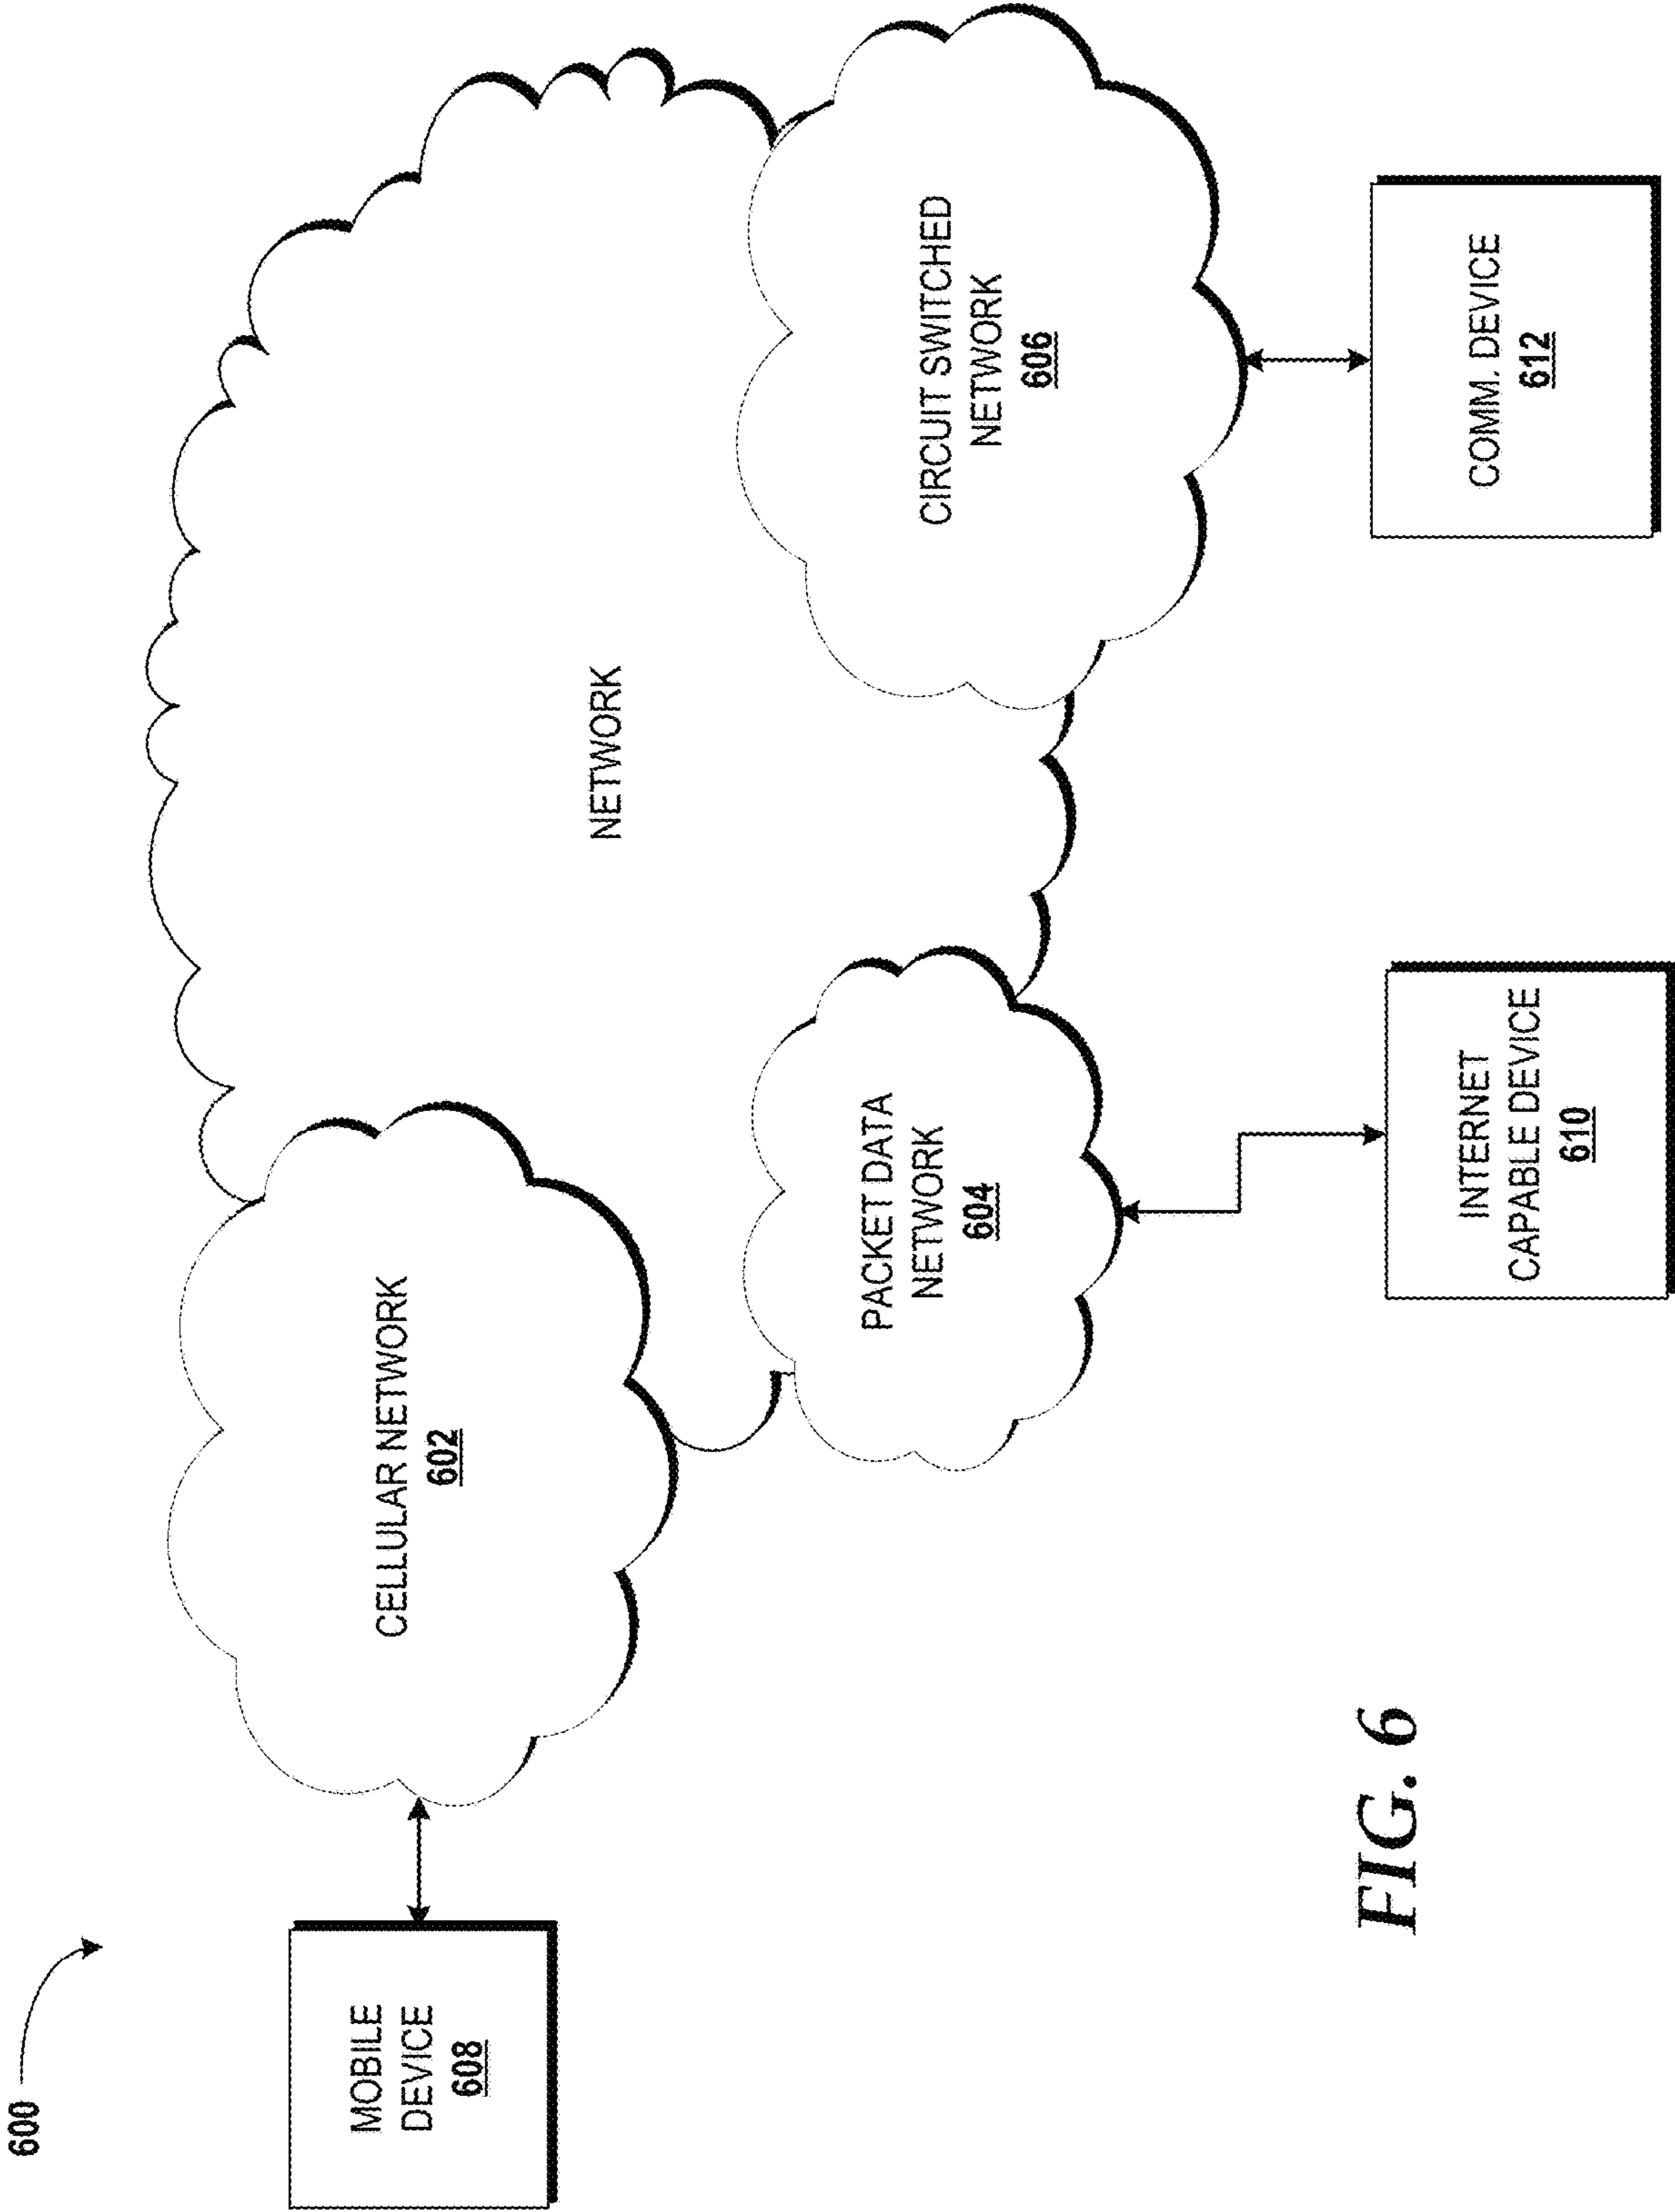 600
MOBILE
DEVICE
608
CELLULAR NETWORK
602
NETWORK
PACKET DATA
NETWORK
604
CIRCUIT SWITCHED
NETWORK
606
INTERNET
CAPABLE DEVICE
610
COMM. DEVICE
612
FIG. 6